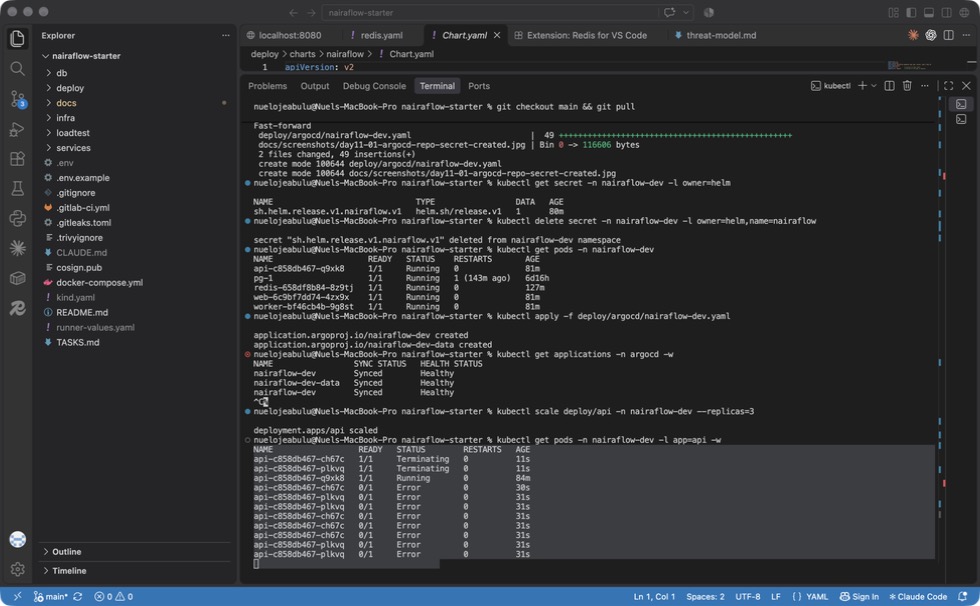 nairaflow-starter
Explorer
nairaflow-starter
db
deploy
docs
infra
loadtest
services
.env
.env.example
.gitignore
.gitlab-ci.yml
.gitleaks.toml
.trivyignore
CLAUDE.md
cosign.pub
docker-compose.yml
kind.yaml
README.md
runner-values.yaml
TASKS.md
Outline
Timeline
3
localhost:8080
! redis.yaml
! Chart.yaml
Extension: Redis for VS Code
threat-model.md
deploy > charts > nairaflow > ! Chart.yaml
1 apiVersion: v2
Problems Output Debug Console Terminal Ports
kubectl
nuelojeabulu@Nuels-MacBook-Pro nairaflow-starter % git checkout main && git pull
Fast-forward
deploy/argocd/nairaflow-dev.yaml | 49 +++++++++++++++++++++++++++++++++++++++++++++++++
docs/screenshots/day11-01-argocd-repo-secret-created.jpg | Bin 0 -> 116606 bytes
2 files changed, 49 insertions(+)
create mode 100644 deploy/argocd/nairaflow-dev.yaml
create mode 100644 docs/screenshots/day11-01-argocd-repo-secret-created.jpg
nuelojeabulu@Nuels-MacBook-Pro nairaflow-starter % kubectl get secret -n nairaflow-dev -l owner=helm
NAME TYPE DATA AGE
sh.helm.release.v1.nairaflow.v1 helm.sh/release.v1 1 80m
nuelojeabulu@Nuels-MacBook-Pro nairaflow-starter % kubectl delete secret -n nairaflow-dev -l owner=helm,name=nairaflow
secret "sh.helm.release.v1.nairaflow.v1" deleted from nairaflow-dev namespace
nuelojeabulu@Nuels-MacBook-Pro nairaflow-starter % kubectl get pods -n nairaflow-dev
NAME READY STATUS RESTARTS AGE
api-c858db467-q9xk8 1/1 Running 0 81m
pg-1 1/1 Running 1 (143m ago) 6d16h
redis-658df8b84-8z9tj 1/1 Running 0 127m
web-6c9bf7dd74-4zx9x 1/1 Running 0 81m
worker-bf46cb4b-9g8st 1/1 Running 0 81m
nuelojeabulu@Nuels-MacBook-Pro nairaflow-starter % kubectl apply -f deploy/argocd/nairaflow-dev.yaml
application.argoproj.io/nairaflow-dev created
application.argoproj.io/nairaflow-dev-data created
nuelojeabulu@Nuels-MacBook-Pro nairaflow-starter % kubectl get applications -n argocd -w
NAME SYNC STATUS HEALTH STATUS
nairaflow-dev Synced Healthy
nairaflow-dev-data Synced Healthy
nairaflow-dev Synced Healthy
^C
nuelojeabulu@Nuels-MacBook-Pro nairaflow-starter % kubectl scale deploy/api -n nairaflow-dev --replicas=3
deployment.apps/api scaled
nuelojeabulu@Nuels-MacBook-Pro nairaflow-starter % kubectl get pods -n nairaflow-dev -l app=api -w
NAME READY STATUS RESTARTS AGE
api-c858db467-ch67c 1/1 Terminating 0 11s
api-c858db467-plkvq 1/1 Terminating 0 11s
api-c858db467-q9xk8 1/1 Running 0 84m
api-c858db467-ch67c 0/1 Error 0 30s
api-c858db467-plkvq 0/1 Error 0 31s
api-c858db467-plkvq 0/1 Error 0 31s
api-c858db467-ch67c 0/1 Error 0 31s
api-c858db467-ch67c 0/1 Error 0 31s
api-c858db467-ch67c 0/1 Error 0 31s
api-c858db467-plkvq 0/1 Error 0 31s
api-c858db467-plkvq 0/1 Error 0 31s
main* 0 0 Ln 1, Col 1 Spaces: 2 UTF-8 LF {} YAML Sign In Claude Code